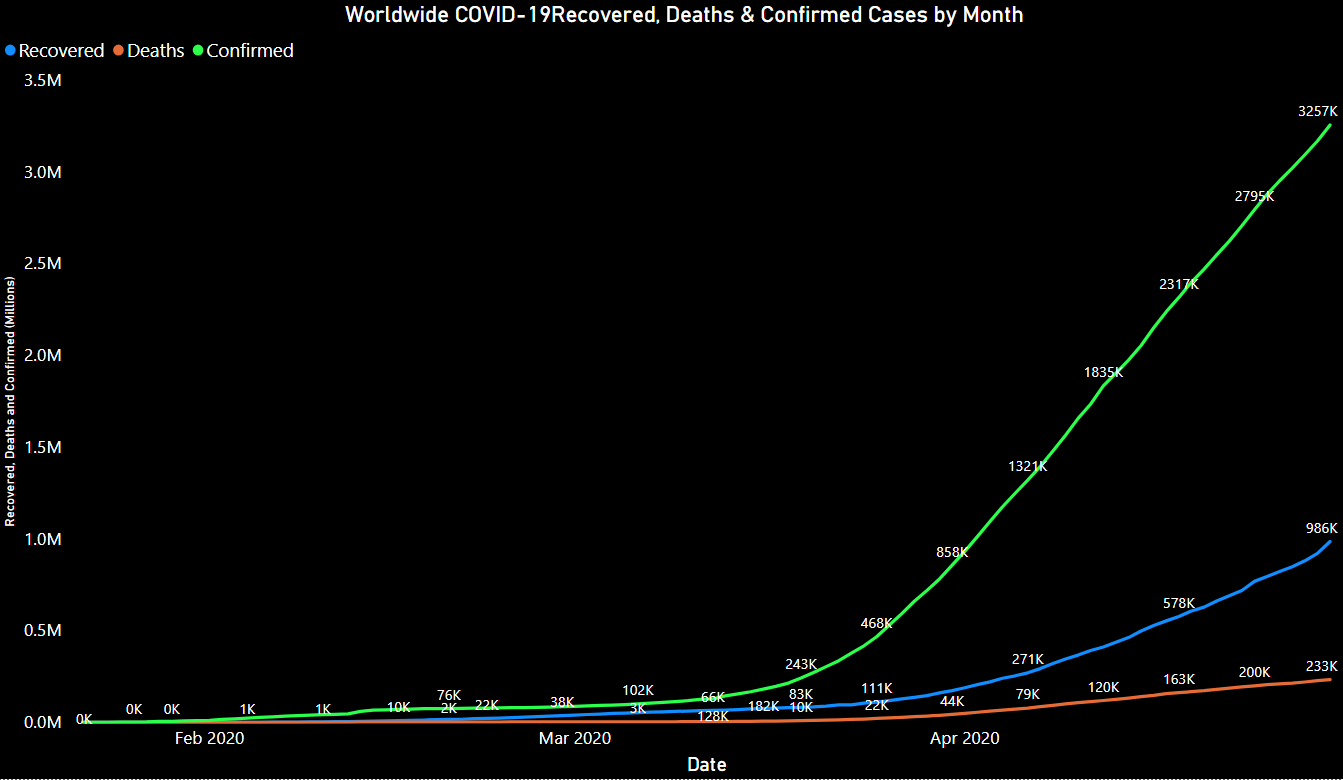 Worldwide COVID-19Recovered, Deaths & Confirmed Cases by Month
Recovered Deaths Confirmed
Recovered, Deaths and Confirmed (Millions)
3.5M
3257K
3.0M
2795K
2.5M
2317K
2.0M
1835K
1.5M
1321K
1.0M
858K
986K
0.5M
468K
578K
243K
271K
233K
200K
163K
120K
111K
102K
76K
83K
79K
66K
38K
44K
22K
182K
10K
22K
10K
2K
3K
128K
0K
0K
1K
1K
0K
0.0M
Feb 2020
Mar 2020
Apr 2020
Date